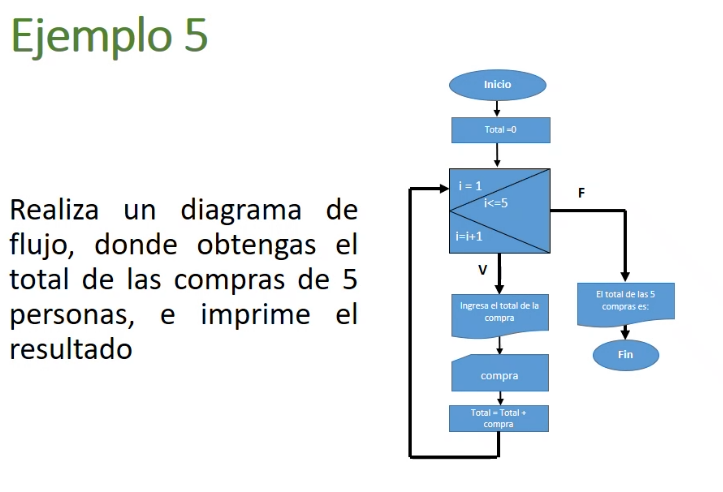 Ejemplo 5
Realiza un diagrama de
flujo, donde obtengas el
total de las compras de 5
personas, e imprime el
resultado
Inicio
Total =0
i = 1
i<=5
i=i+1
F
V
Ingresa el total de la
compra
compra
Total = Total +
compra
El total de las 5
compras es:
Fin